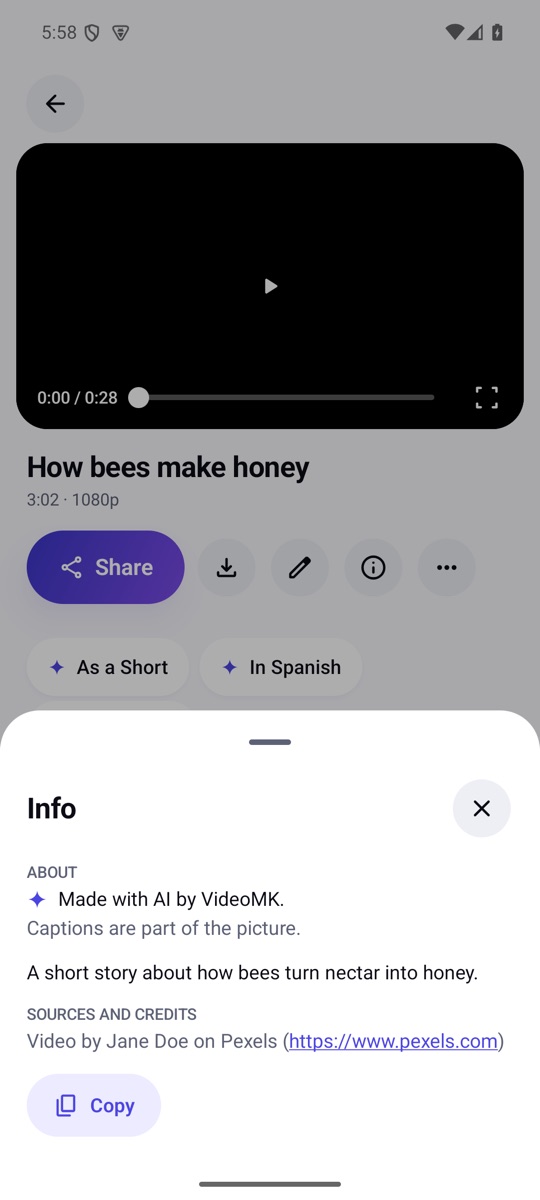 5:58
0:00 / 0:28
How bees make honey
3:02 · 1080p
Share
As a Short
In Spanish
Info
ABOUT
Made with AI by VideoMK.
Captions are part of the picture.
A short story about how bees turn nectar into honey.
SOURCES AND CREDITS
Video by Jane Doe on Pexels (https://www.pexels.com)
Copy